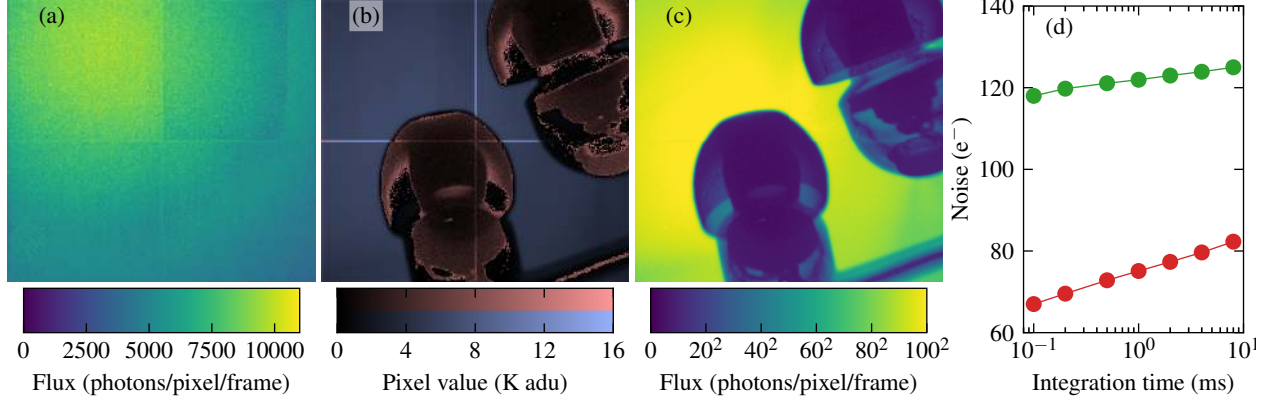 (a)
(b)
(c)
(d)
0 2500 5000 7500 10000
Flux (photons/pixel/frame)
0 4 8 12 16
Pixel value (K adu)
0 20² 40² 60² 80² 100²
Flux (photons/pixel/frame)
140
120
100
80
60
Noise (e⁻)
10⁻¹ 10⁰ 10¹
Integration time (ms)